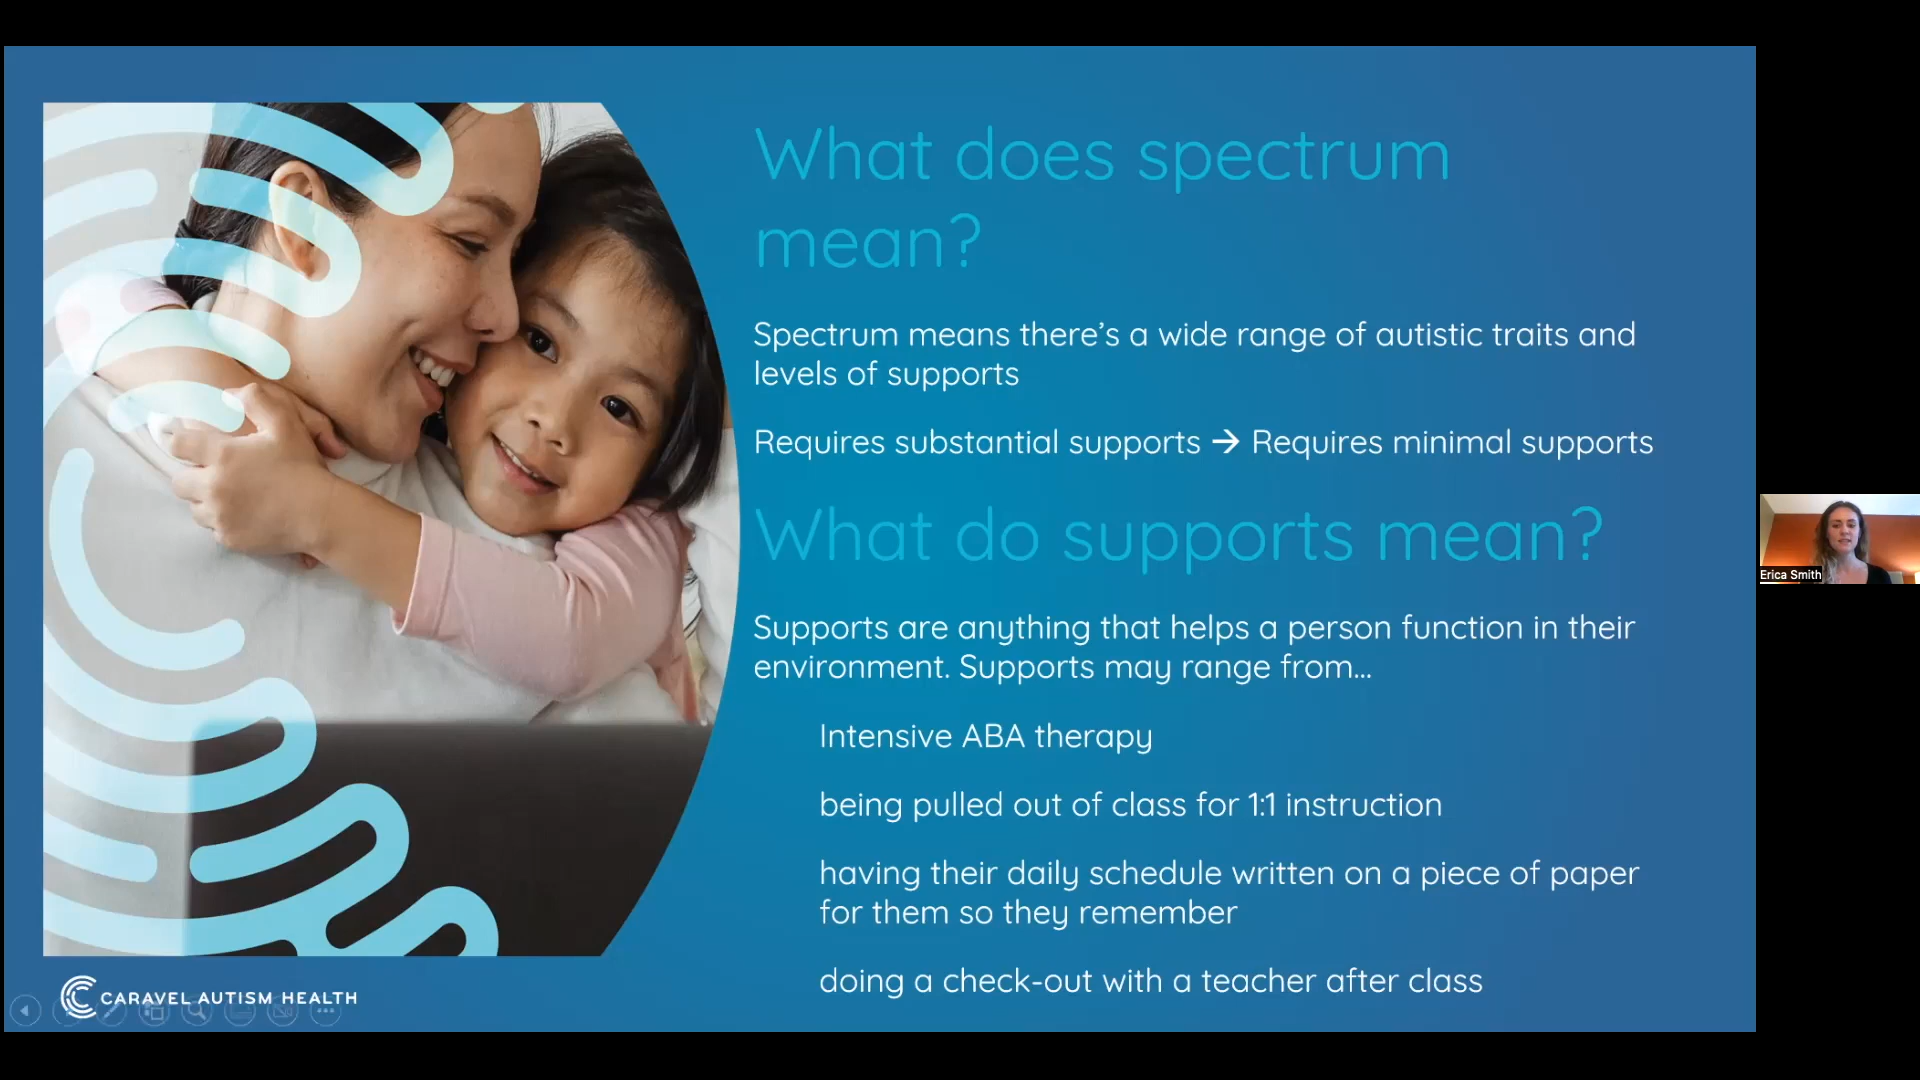 What does spectrum
mean?
Spectrum means there’s a wide range of autistic traits and
levels of supports
Requires substantial supports → Requires minimal supports
What do supports mean?
Supports are anything that helps a person function in their
environment. Supports may range from...
Intensive ABA therapy
being pulled out of class for 1:1 instruction
having their daily schedule written on a piece of paper
for them so they remember
doing a check-out with a teacher after class
CARAVEL AUTISM HEALTH
Erica Smith